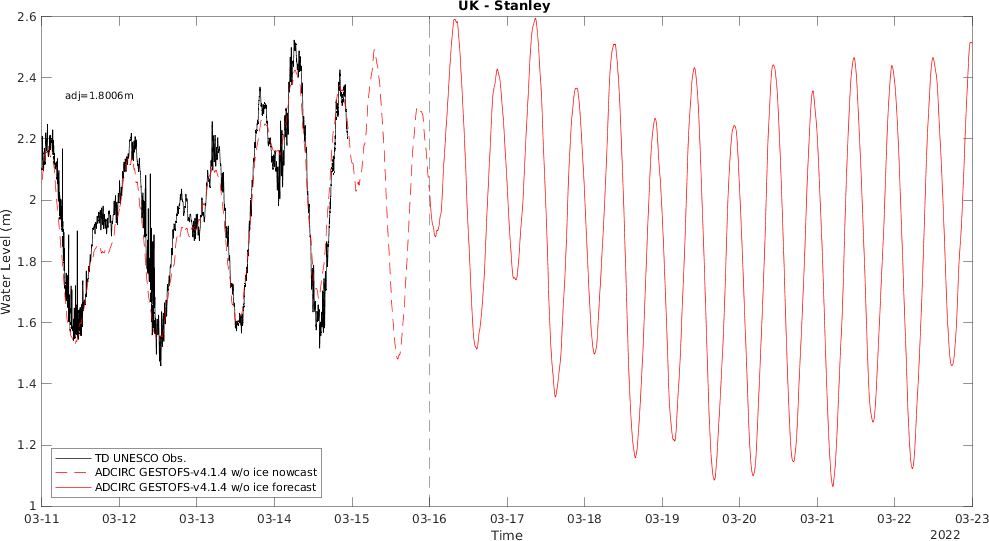 UK - Stanley
2.6
2.4
adj=1.8006m
2.2
2
1.8
1.6
1.4
1.2
1
Water Level (m)
TD UNESCO Obs.
ADCIRC GESTOFS-v4.1.4 w/o ice nowcast
ADCIRC GESTOFS-v4.1.4 w/o ice forecast
03-11 03-12 03-13 03-14 03-15 03-16 03-17 03-18 03-19 03-20 03-21 03-22 03-23
Time
2022